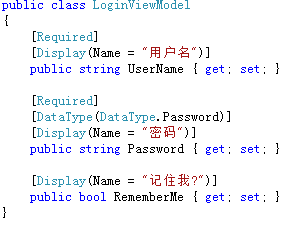 public class LoginViewModel
{
    [Required]
    [Display(Name = "用户名")]
    public string UserName { get; set; }

    [Required]
    [DataType(DataType.Password)]
    [Display(Name = "密码")]
    public string Password { get; set; }

    [Display(Name = "记住我?")]
    public bool RememberMe { get; set; }
}